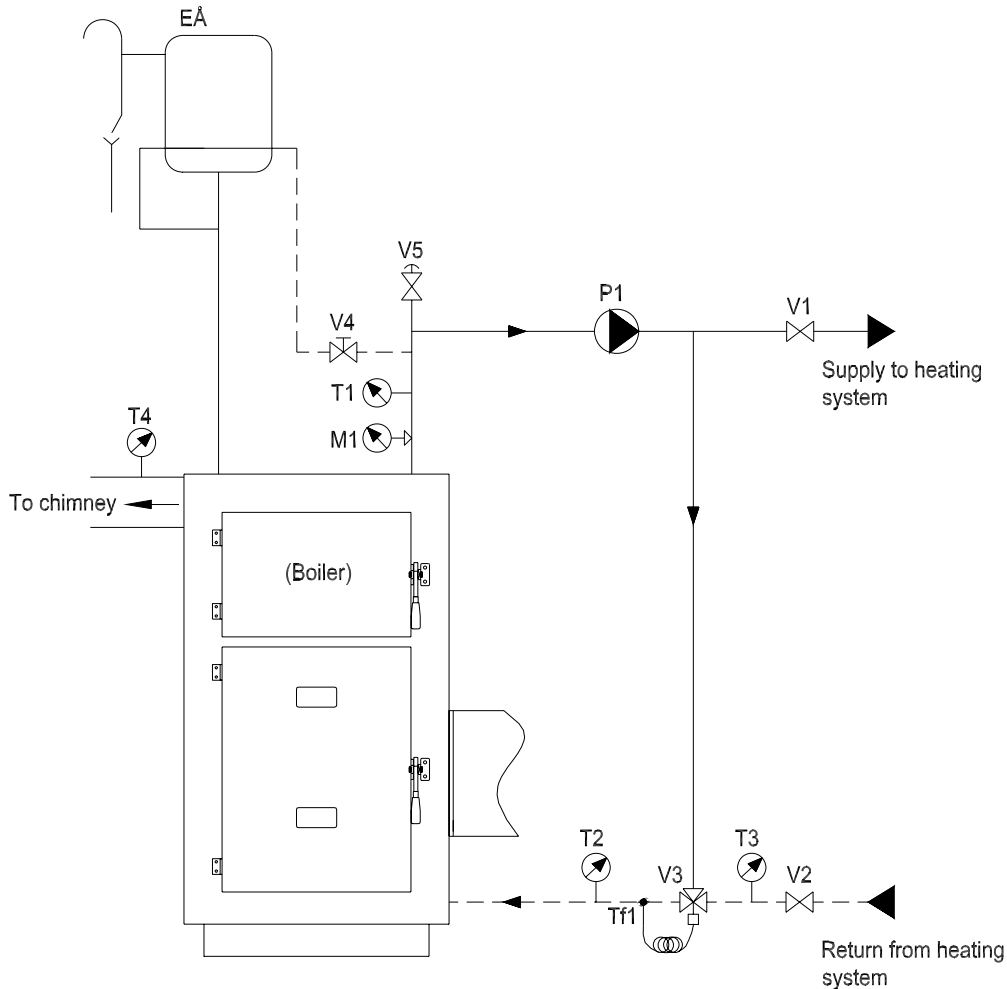 EÅ
V5
P1
V1
V4
Supply to heating
system
T1
T4
M1
To chimney
(Boiler)
T2
T3
V3
V2
Tf1
Return from heating
system